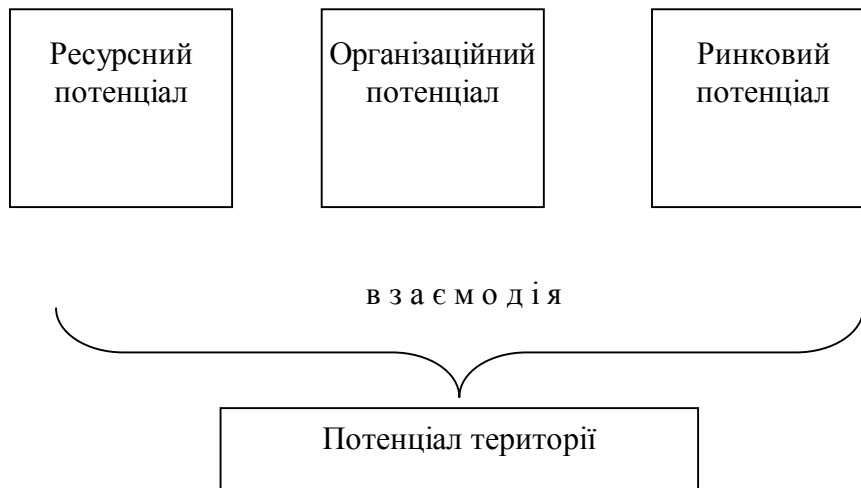 Ресурсний
потенціал
Організаційний
потенціал
Ринковий
потенціал
в з а є м о д і я
Потенціал території